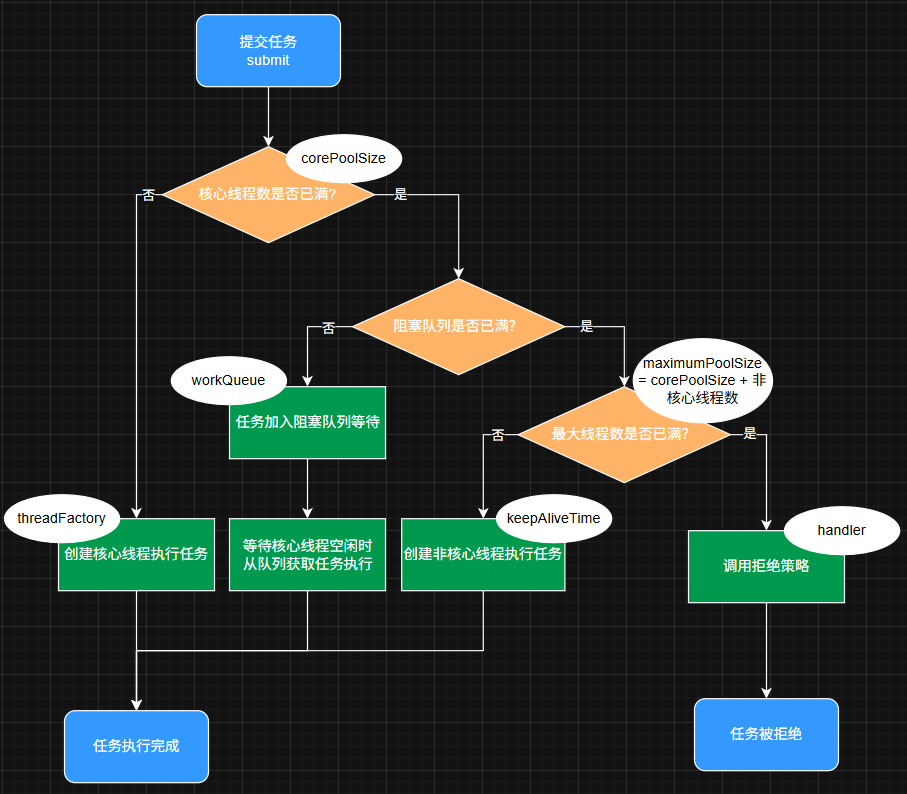 提交任务
submit
corePoolSize
核心线程数是否已满?
否
是
阻塞队列是否已满?
否
是
workQueue
任务加入阻塞队列等待
maximumPoolSize
= corePoolSize + 非
核心线程数
最大线程数是否已满?
否
是
threadFactory
创建核心线程执行任务
等待核心线程空闲时
从队列获取任务执行
keepAliveTime
创建非核心线程执行任务
handler
调用拒绝策略
任务执行完成
任务被拒绝